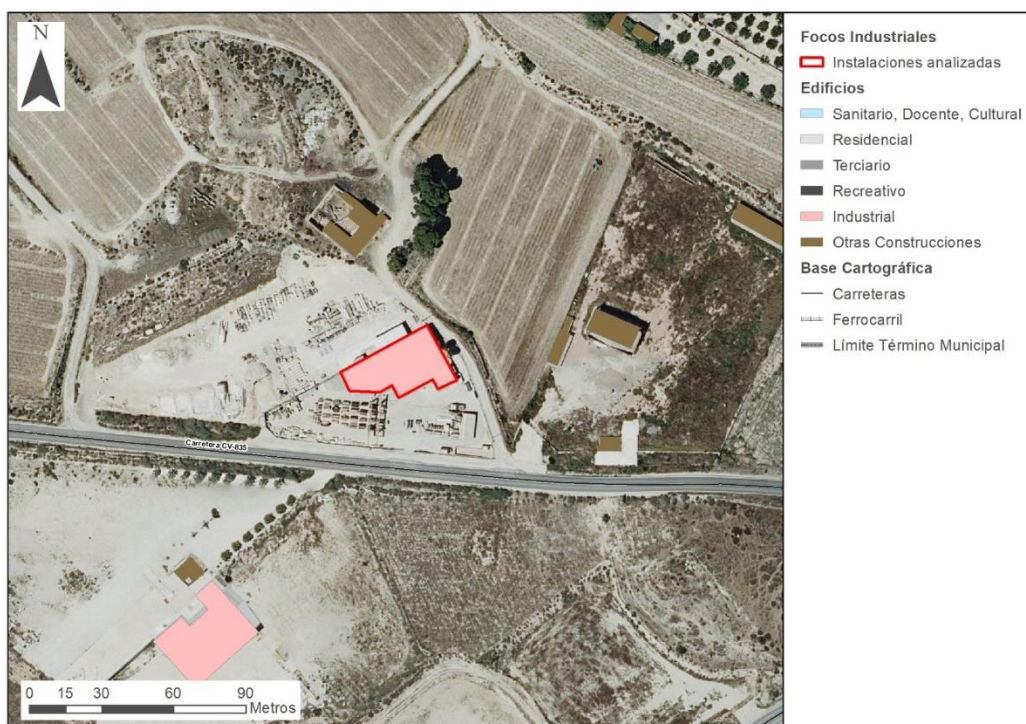 N
Carretera CV-835
0 15 30 60 90
Metros
Focos Industriales
Instalaciones analizadas
Edificios
Sanitario, Docente, Cultural
Residencial
Terciario
Recreativo
Industrial
Otras Construcciones
Base Cartográfica
Carreteras
Ferrocarril
Límite Término Municipal